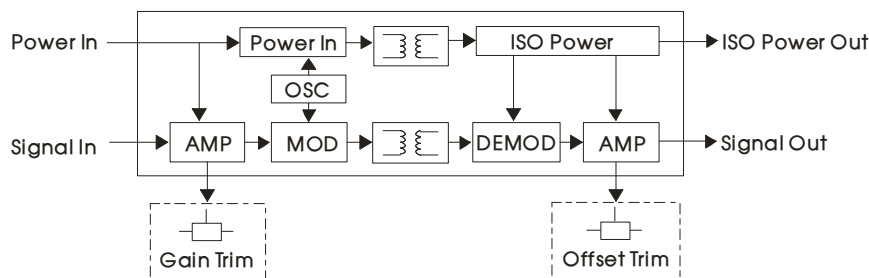 Power In
Power In
ISO Power
ISO Power Out
OSC
Signal In
AMP
MOD
DEMOD
AMP
Signal Out
Gain Trim
Offset Trim